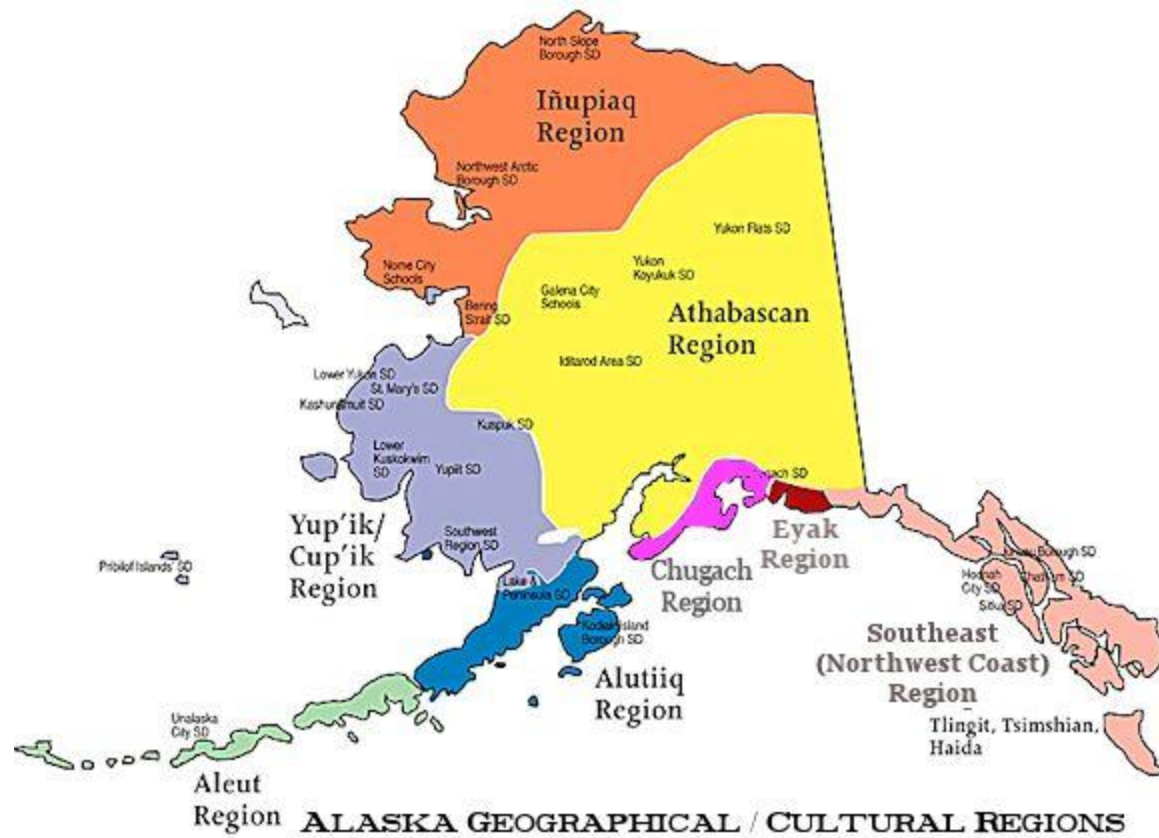 North Slope
Borough SD
Iñupiaq
Region
Northwest Arctic
Borough SD
Yukon Flats SD
Nome City
Schools
Yukon
Koyukuk SD
Galena City
Schools
Bering
Strait SD
Athabascan
Region
Iditarod Area SD
Lower Yukon SD
St. Mary's SD
Kashunamiut SD
Kuspuk SD
Lower
Kuskokwim
SD
Yupiit SD
Yup'ik/
Cup'ik
Region
Southwest
Region SD
Eyak
Region
Chugach
Region
Pribilof Islands SD
Lake &
Peninsula SD
Kodiak Island
Borough SD
Alutiiq
Region
Borough SD
Hoonah
City SD
Chatham SD
Sitka SD
Southeast
(Northwest Coast)
Region
Tlingit, Tsimshian,
Haida
Unalaska
City SD
Aleut
Region
ALASKA GEOGRAPHICAL / CULTURAL REGIONS